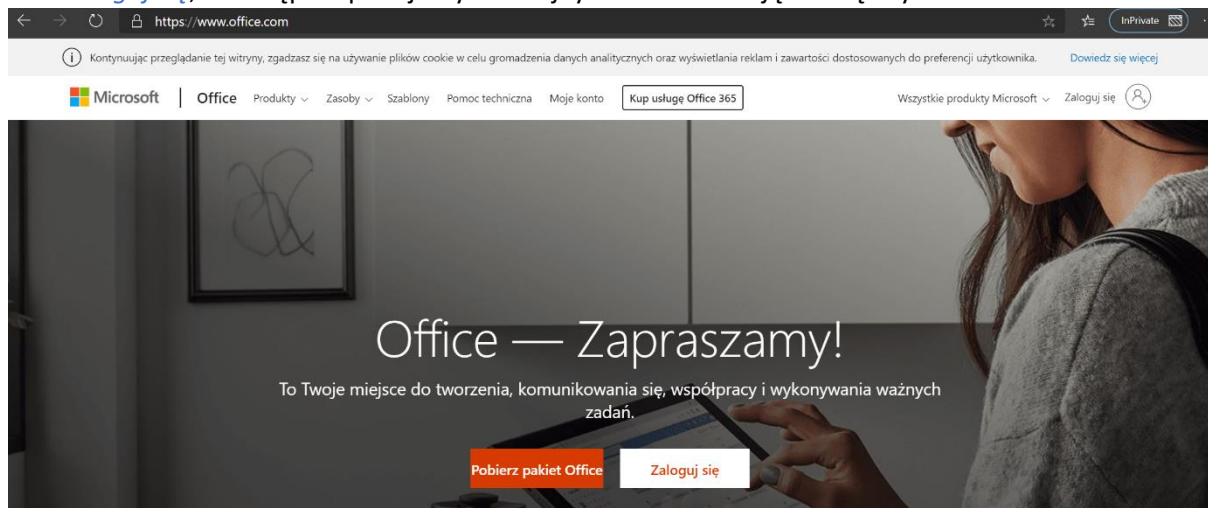 https://www.office.com
InPrivate
Kontynuując przeglądanie tej witryny, zgadzasz się na używanie plików cookie w celu gromadzenia danych analitycznych oraz wyświetlania reklam i zawartości dostosowanych do preferencji użytkownika. Dowiedz się więcej
Microsoft | Office Produkty Zasoby Szablony Pomoc techniczna Moje konto Kup usługę Office 365 Wszystkie produkty Microsoft Zaloguj się
Office — Zapraszamy!
To Twoje miejsce do tworzenia, komunikowania się, współpracy i wykonywania ważnych
zadań.
Pobierz pakiet Office Zaloguj się